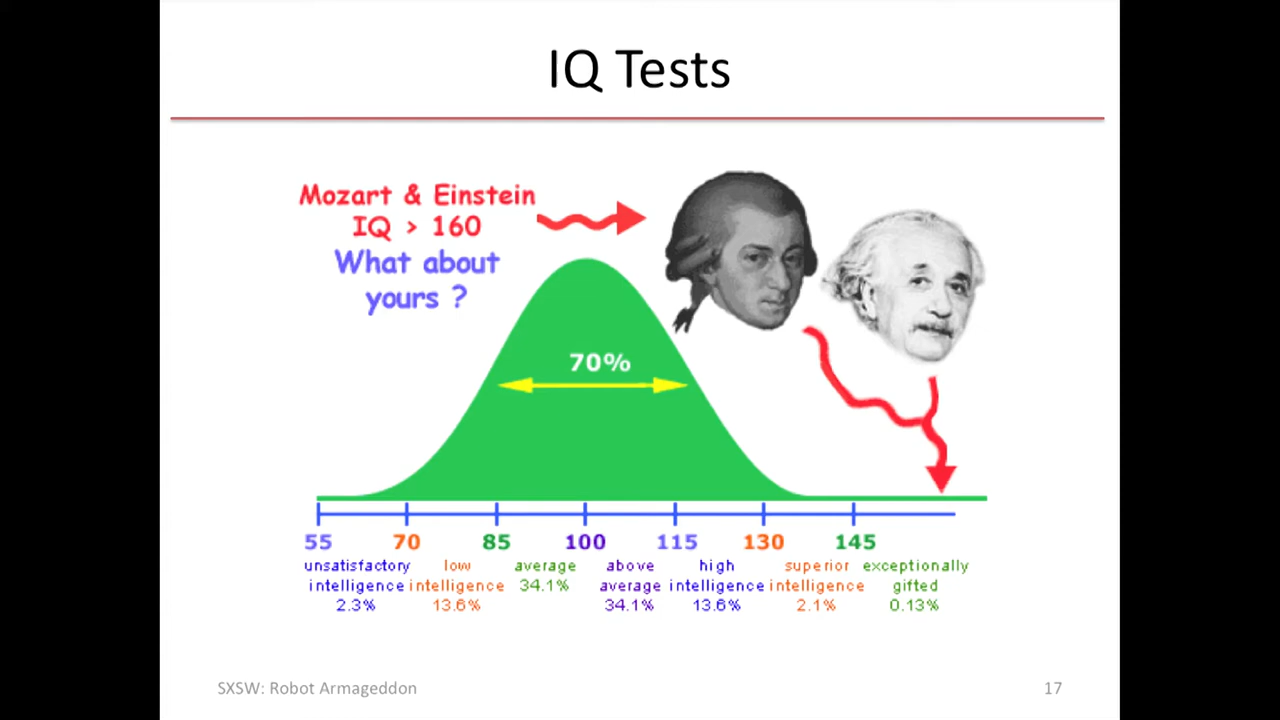 IQ Tests
Mozart & Einstein
IQ > 160
What about
yours ?
70%
55 70 85 100 115 130 145
unsatisfactory
intelligence
2.3%
low
intelligence
13.6%
average
34.1%
above
average
34.1%
high
intelligence
13.6%
superior
intelligence
2.1%
exceptionally
gifted
0.13%
SXSW: Robot Armageddon
17